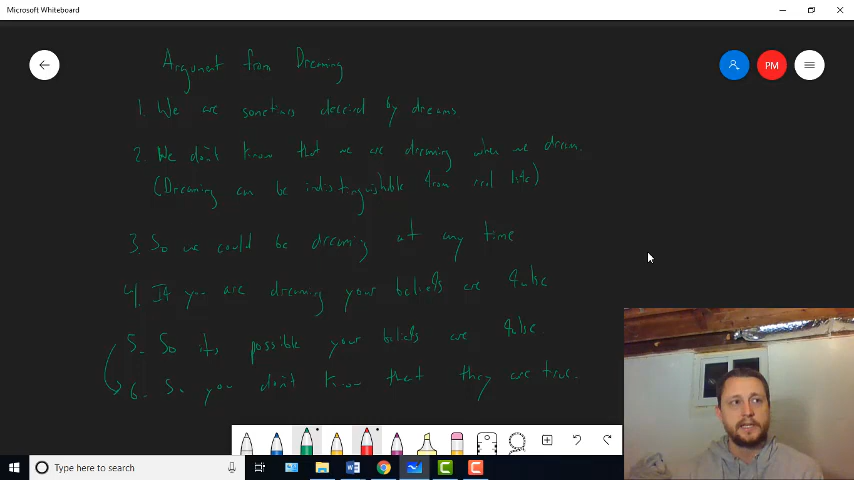 Microsoft Whiteboard
Argument from Dreaming
PM
1. We are sometimes deceived by dreams
2. We don't know that we are dreaming when we dream.
(Dreaming can be indistinguishable from real life)
3. So we could be dreaming at any time
4. If you are dreaming your beliefs are false
5. So its possible your beliefs are false
6. So you don't know that they are true.
Type here to search